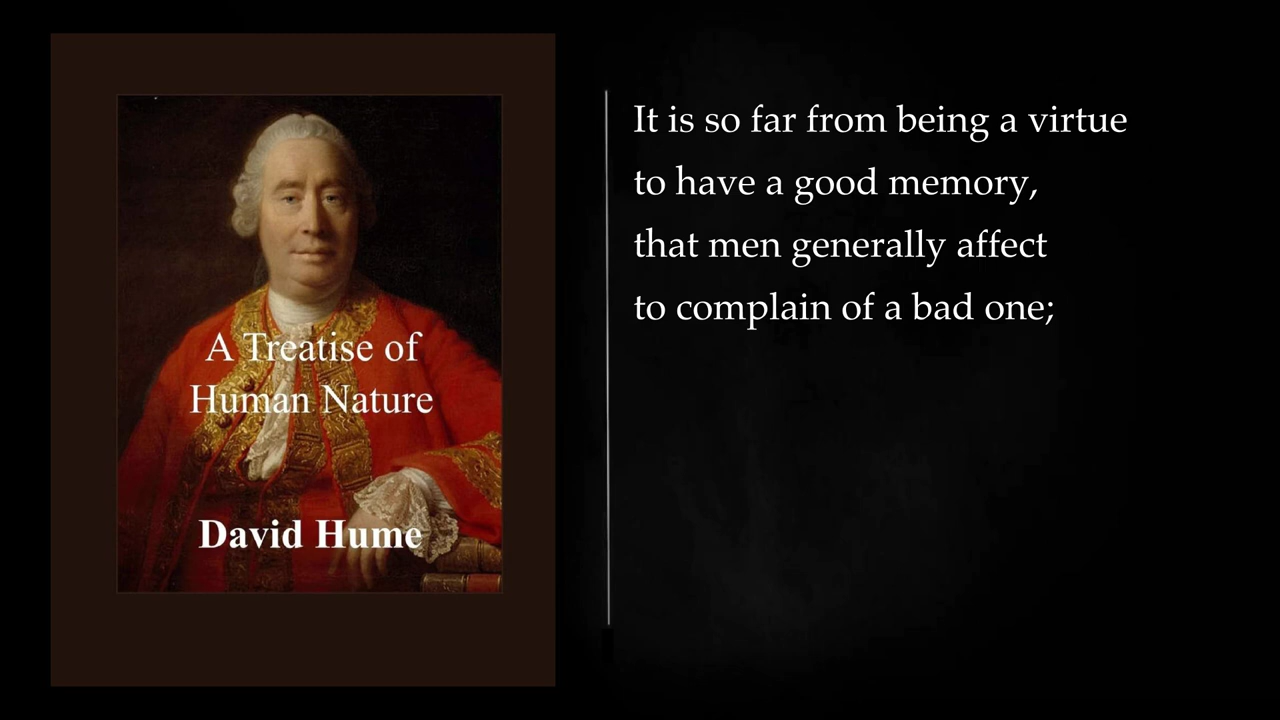 A Treatise of
Human Nature
David Hume
It is so far from being a virtue
to have a good memory,
that men generally affect
to complain of a bad one;